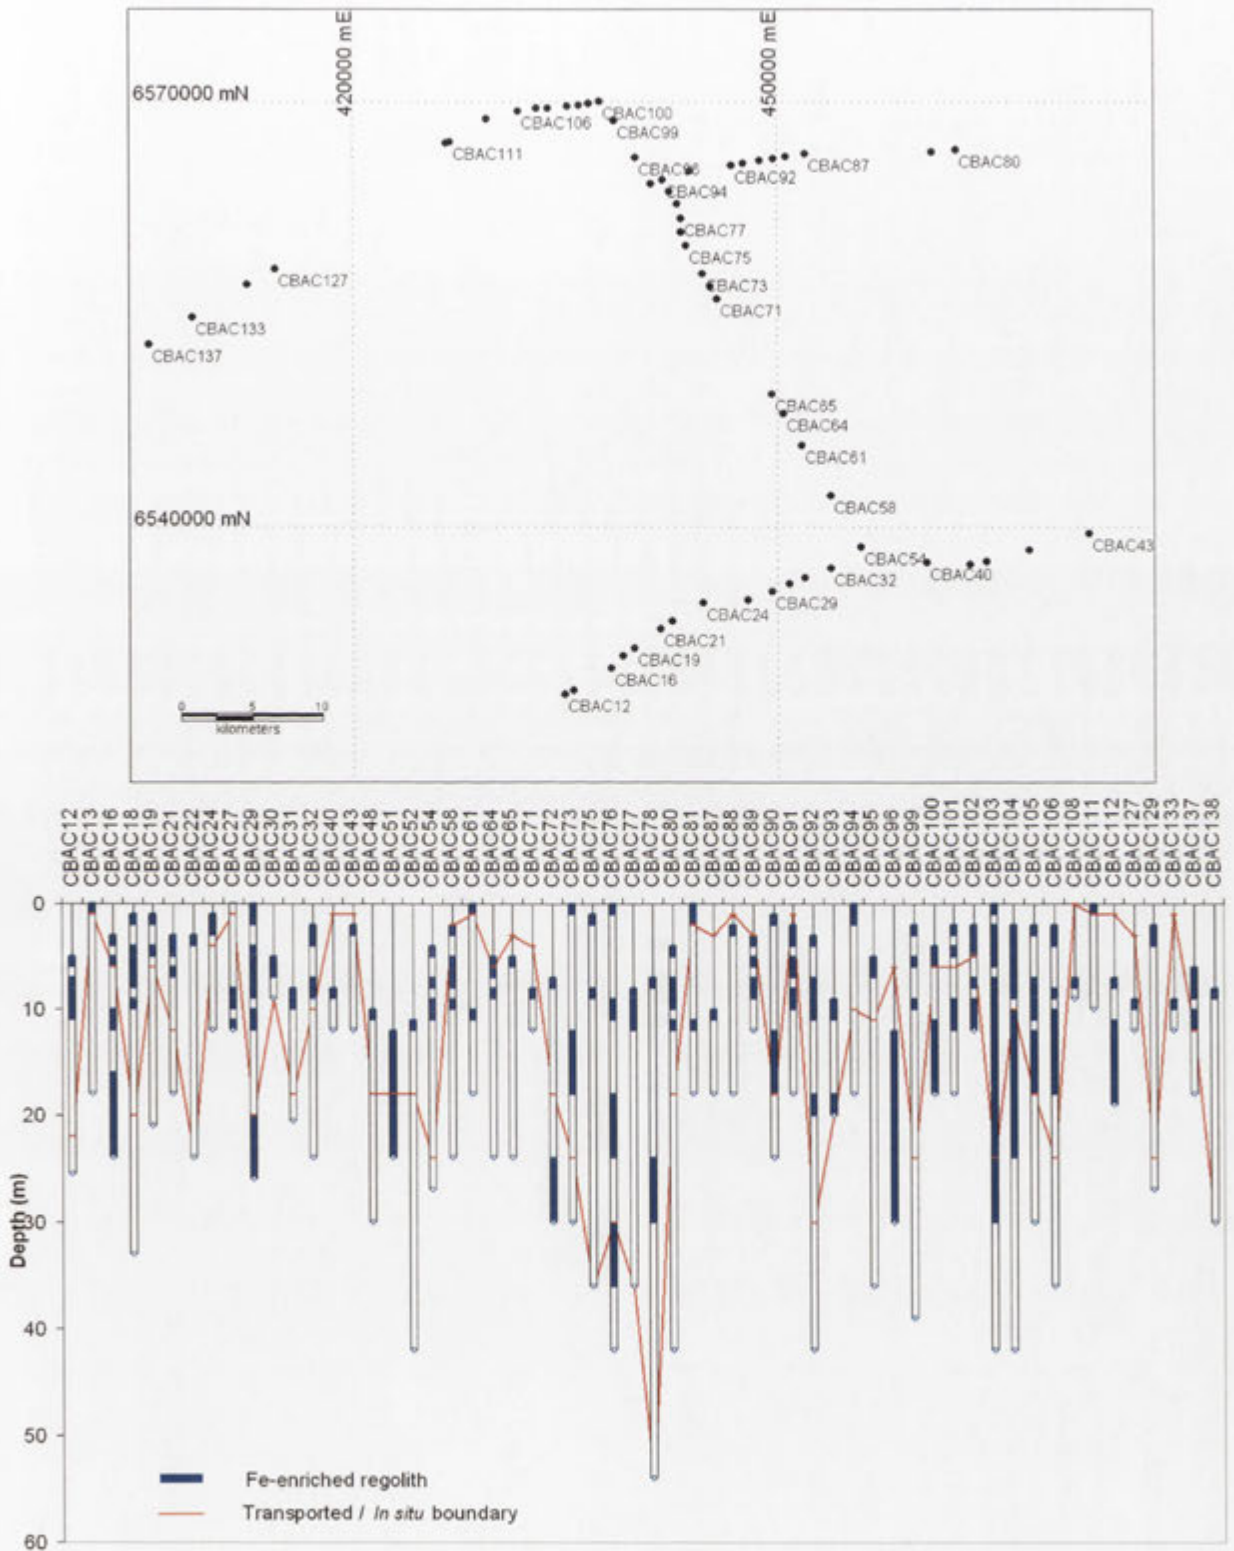 420000 mE
450000 mE
6570000 mN
CBAC100
CBAC106
CBAC99
CBAC111
CBAC96
CBAC92
CBAC87
CBAC80
CBAC94
CBAC77
CBAC75
CBAC127
CBAC73
CBAC71
CBAC133
CBAC137
CBAC65
CBAC64
CBAC61
CBAC58
6540000 mN
CBAC43
CBAC54
CBAC40
CBAC32
CBAC29
CBAC24
CBAC21
CBAC19
CBAC16
CBAC12
0 5 10
kilometers
CBAC12 CBAC13 CBAC16 CBAC18 CBAC19 CBAC21 CBAC22 CBAC24 CBAC27 CBAC29 CBAC30 CBAC31 CBAC32 CBAC40 CBAC43 CBAC48 CBAC51 CBAC52 CBAC54 CBAC58 CBAC61 CBAC64 CBAC65 CBAC71 CBAC72 CBAC73 CBAC75 CBAC76 CBAC77 CBAC78 CBAC80 CBAC81 CBAC87 CBAC88 CBAC89 CBAC90 CBAC91 CBAC92 CBAC93 CBAC94 CBAC95 CBAC96 CBAC99 CBAC100 CBAC101 CBAC102 CBAC103 CBAC104 CBAC105 CBAC106 CBAC108 CBAC111 CBAC112 CBAC127 CBAC129 CBAC133 CBAC137 CBAC138
0
10
20
30
40
50
60
Depth (m)
Fe-enriched regolith
Transported / In situ boundary